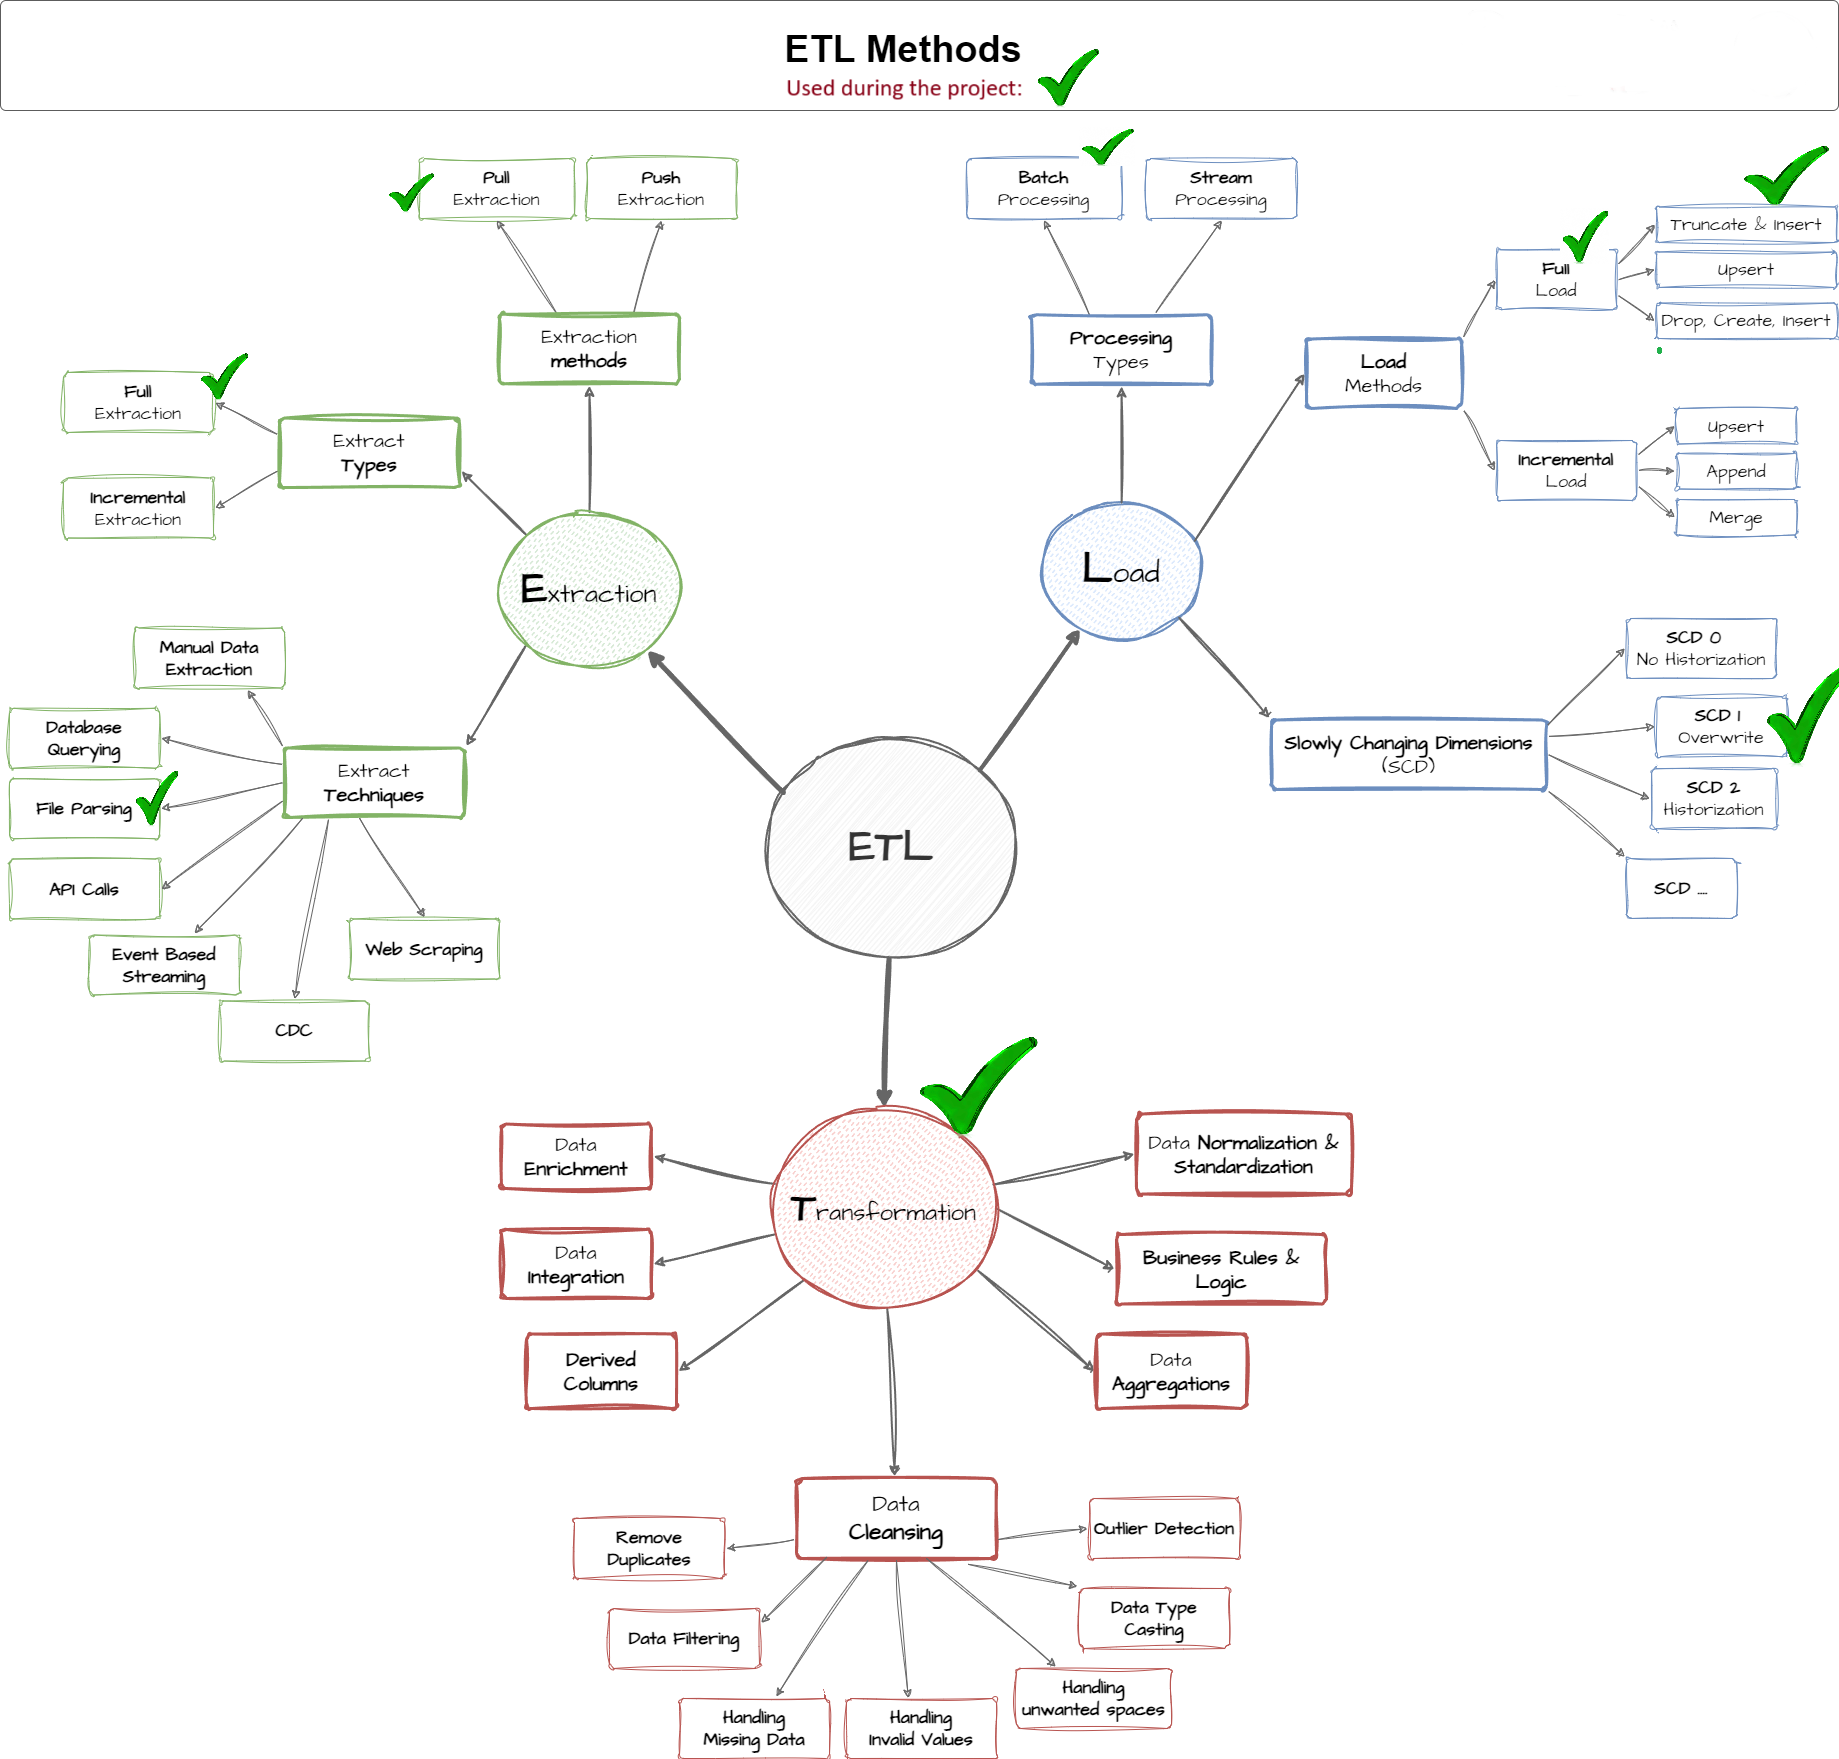 ETL Methods
Used during the project:
Pull
Extraction
Push
Extraction
Batch
Processing
Stream
Processing
Truncate & Insert
Full
Load
Upsert
Drop, Create, Insert
Extraction
methods
Processing
Types
Load
Methods
Full
Extraction
Extract
Types
Incremental
Extraction
Upsert
Incremental
Load
Append
Merge
Extraction
Load
Manual Data
Extraction
SCD 0
No Historization
Database
Querying
SCD 1
Overwrite
Slowly Changing Dimensions
(SCD)
Extract
Techniques
File Parsing
SCD 2
Historization
ETL
API Calls
SCD ....
Event Based
Streaming
Web Scraping
CDC
Data
Enrichment
Data Normalization &
Standardization
Transformation
Data
Integration
Business Rules &
Logic
Derived
Columns
Data
Aggregations
Data
Cleansing
Remove
Duplicates
Outlier Detection
Data Filtering
Data Type
Casting
Handling
Missing Data
Handling
Invalid Values
Handling
unwanted spaces